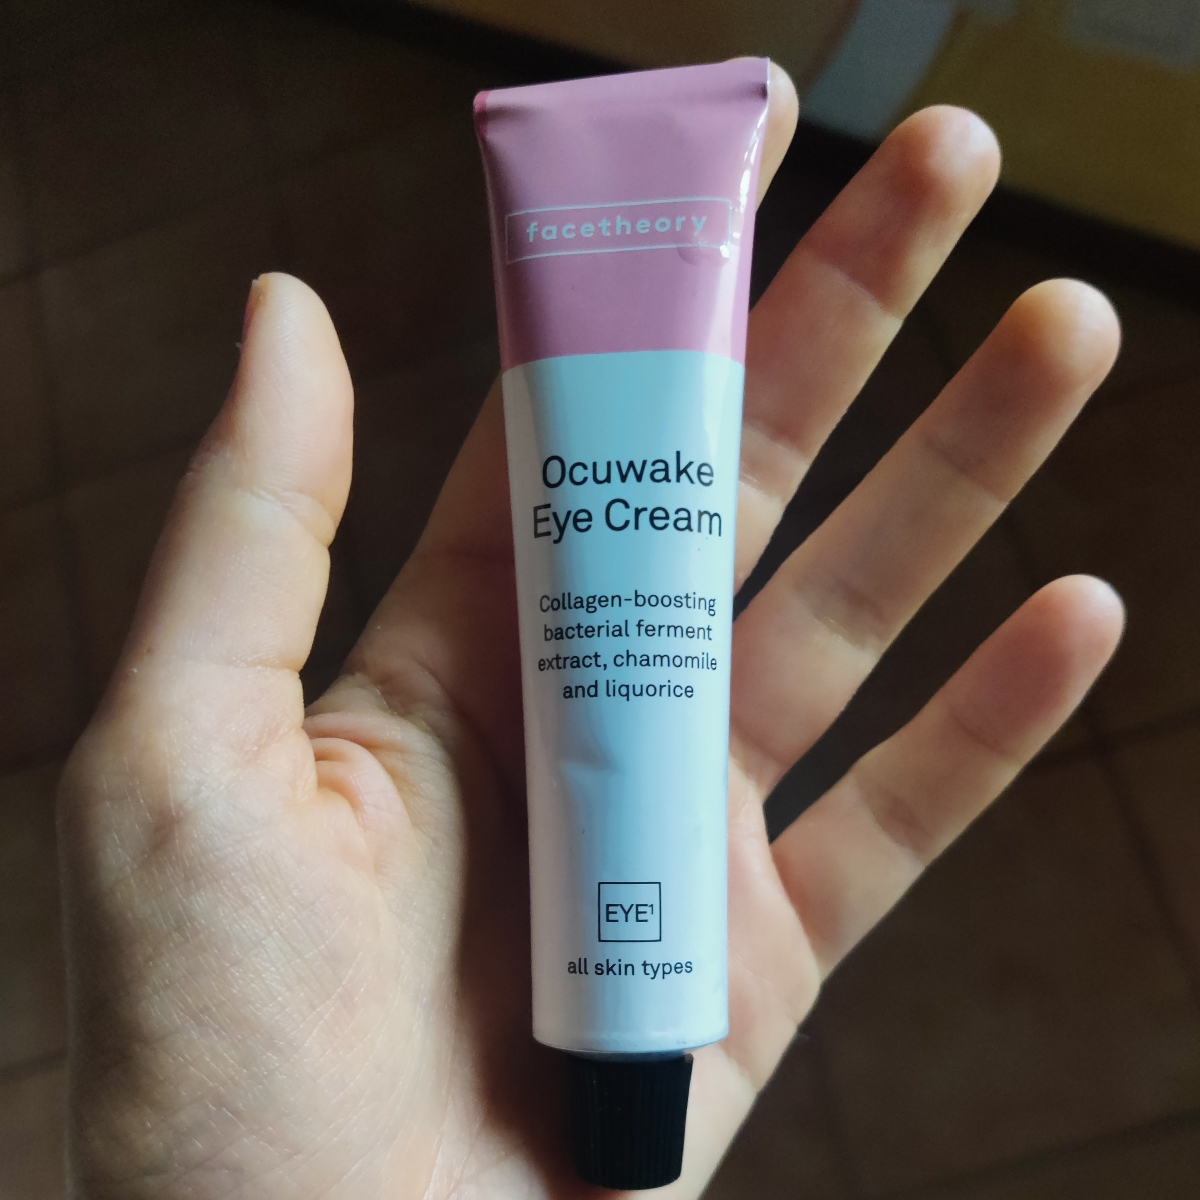 facetheory
Ocuwake
Eye Cream
Collagen-boosting
bacterial ferment
extract, chamomile
and liquorice
EYE¹
all skin types